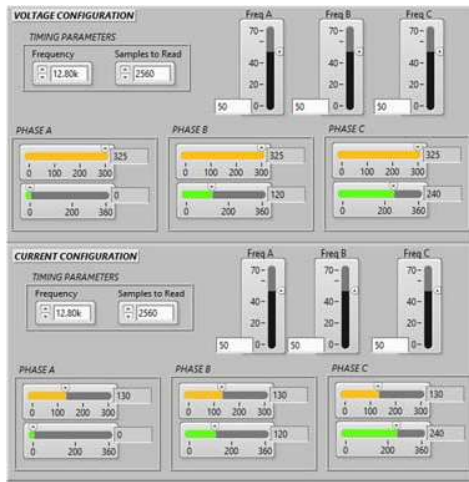 VOLTAGE CONFIGURATION
TIMING PARAMETERS
Frequency Samples to Read
12.80k 2560
Freq A Freq B Freq C
70- 70- 70-
40- 40- 40-
20- 20- 20-
50 0- 50 0- 50 0-
PHASE A PHASE B PHASE C
325 325 325
0 100 200 300 0 100 200 300 0 100 200 300
0 120 240
0 200 360 0 200 360 0 200 360
CURRENT CONFIGURATION
TIMING PARAMETERS
Frequency Samples to Read
12.80k 2560
Freq A Freq B Freq C
70- 70- 70-
40- 40- 40-
20- 20- 20-
50 0- 50 0- 50 0-
PHASE A PHASE B PHASE C
130 130 130
0 100 200 300 0 100 200 300 0 100 200 300
0 120 240
0 200 360 0 200 360 0 200 360